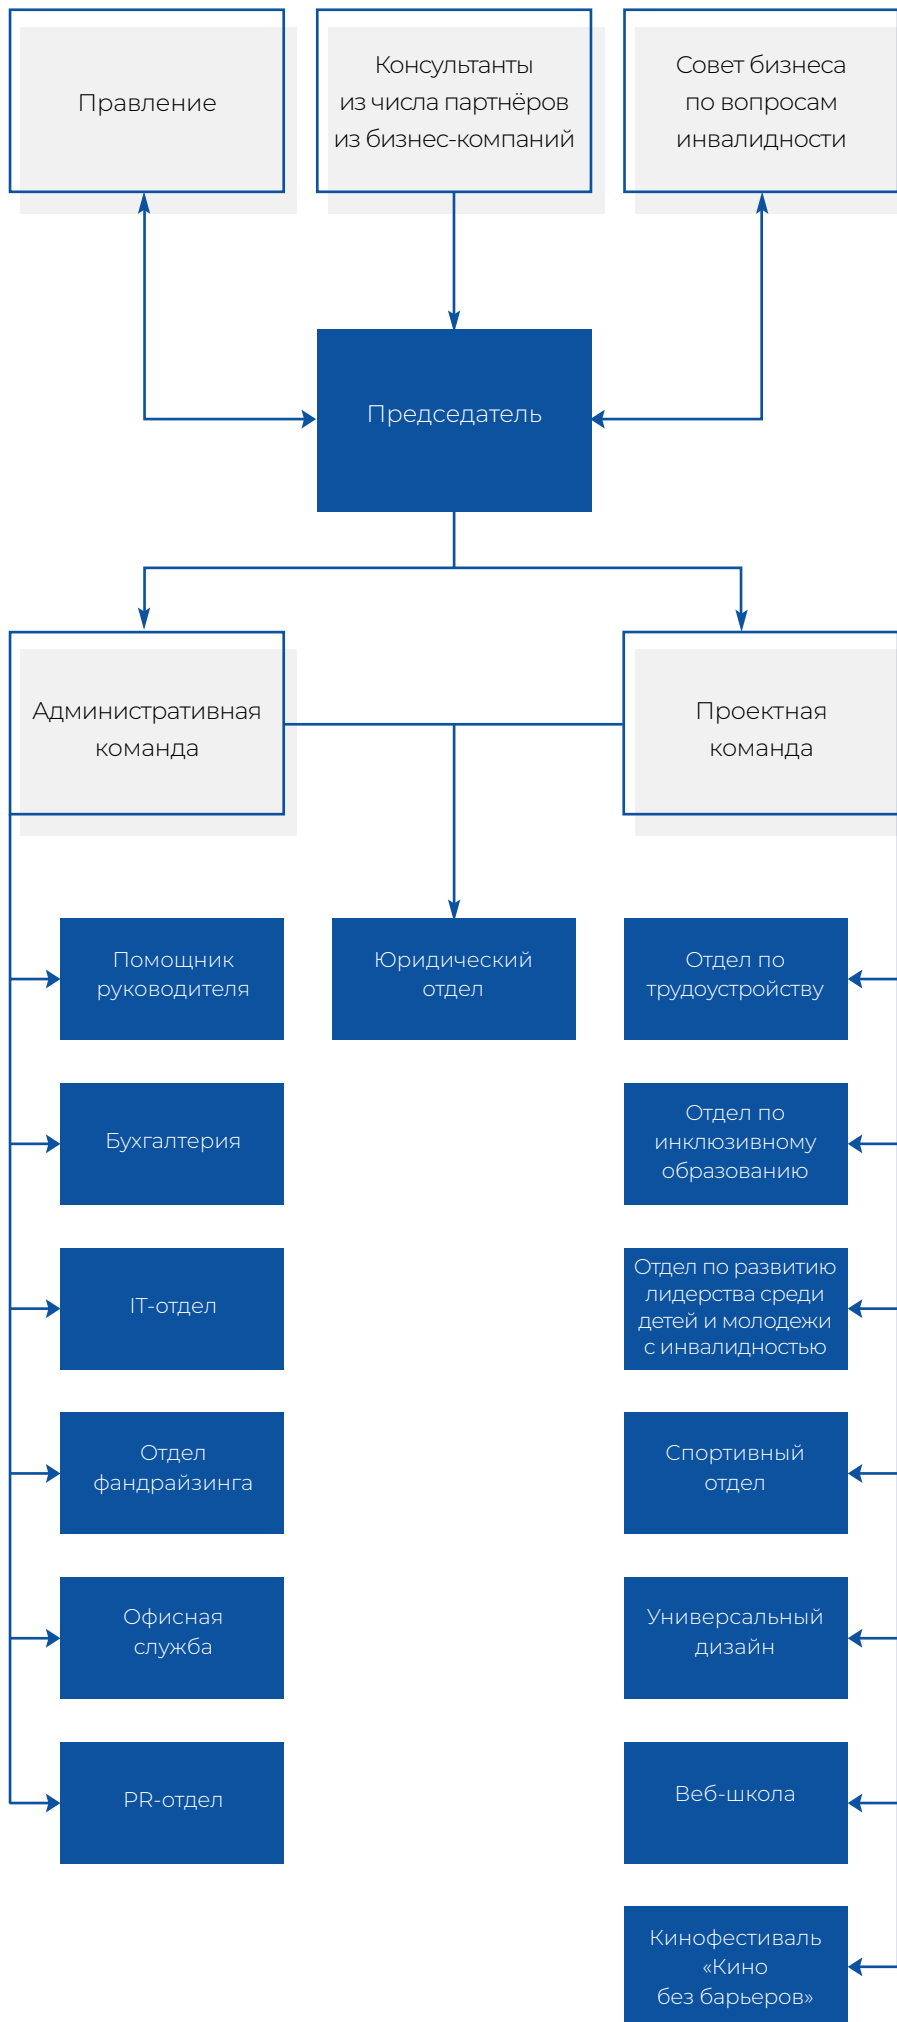 Правление
Консультанты
из числа партнёров
из бизнес-компаний
Совет бизнеса
по вопросам
инвалидности
Председатель
Административная
команда
Проектная
команда
Помощник
руководителя
Юридический
отдел
Отдел по
трудоустройству
Бухгалтерия
Отдел по
инклюзивному
образованию
IT-отдел
Отдел по развитию
лидерства среди
детей и молодежи
с инвалидностью
Отдел
фандрайзинга
Спортивный
отдел
Офисная
служба
Универсальный
дизайн
PR-отдел
Веб-школа
Кинофестиваль
«Кино
без барьеров»